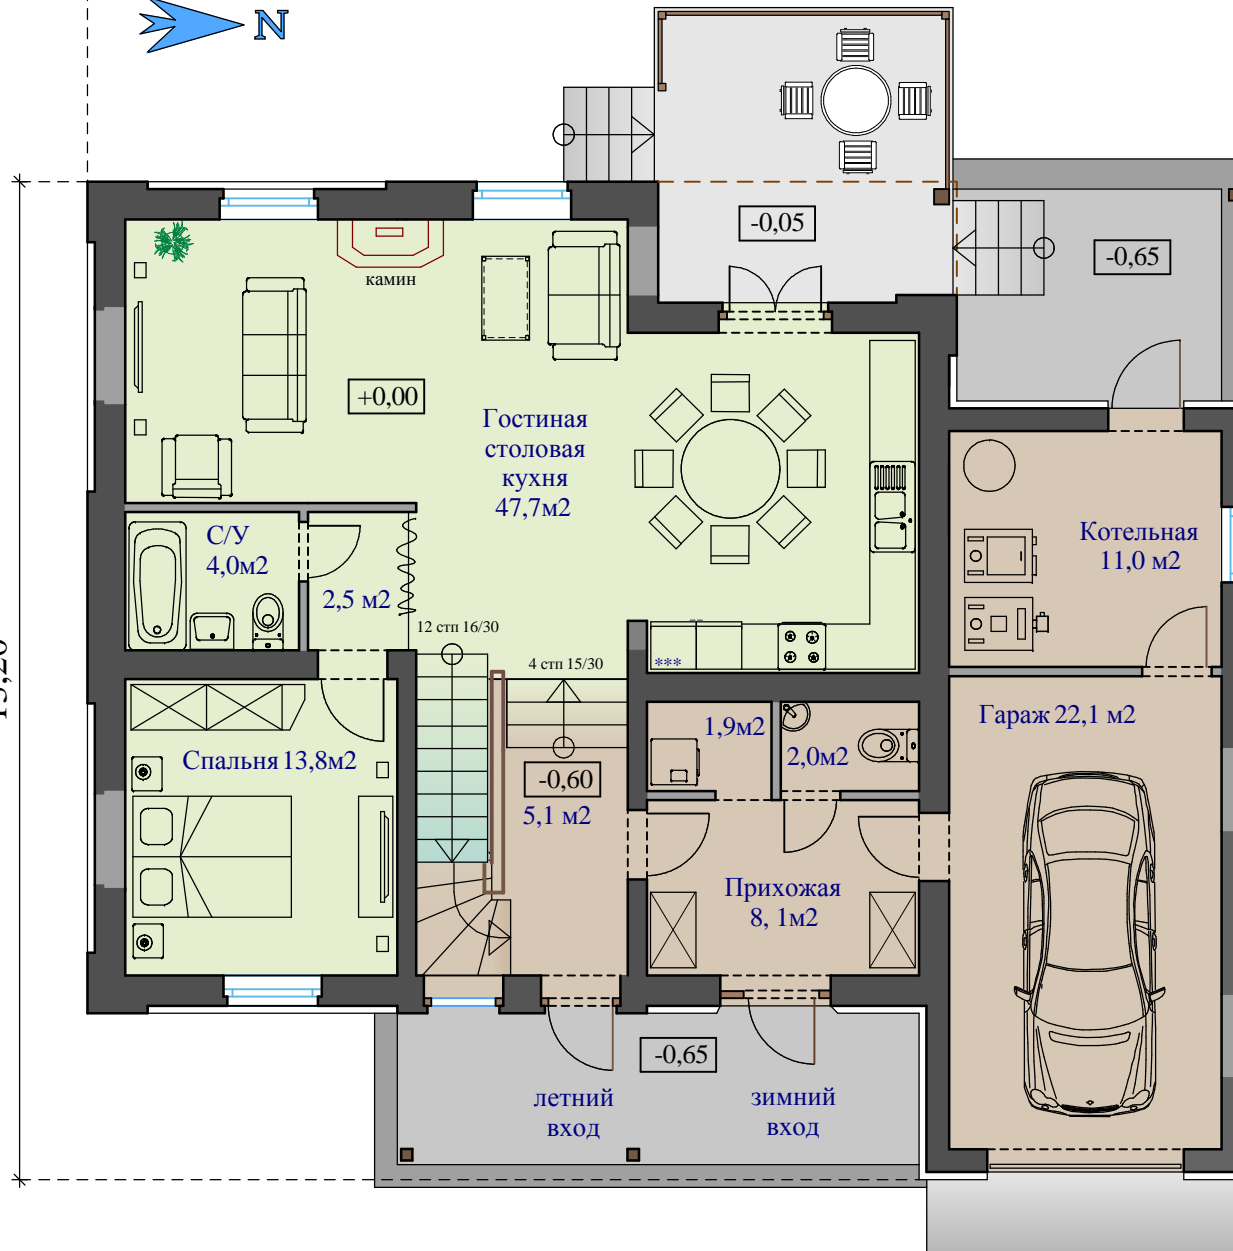 N
-0,05
-0,65
камин
+0,00
Гостиная
столовая
кухня
47,7м2
С/У
4,0м2
2,5 м2
Котельная
11,0 м2
12 стп 16/30
4 стп 15/30
***
Спальня 13,8м2
-0,60
5,1 м2
1,9м2
2,0м2
Гараж 22,1 м2
Прихожая
8, 1м2
-0,65
летний
вход
зимний
вход